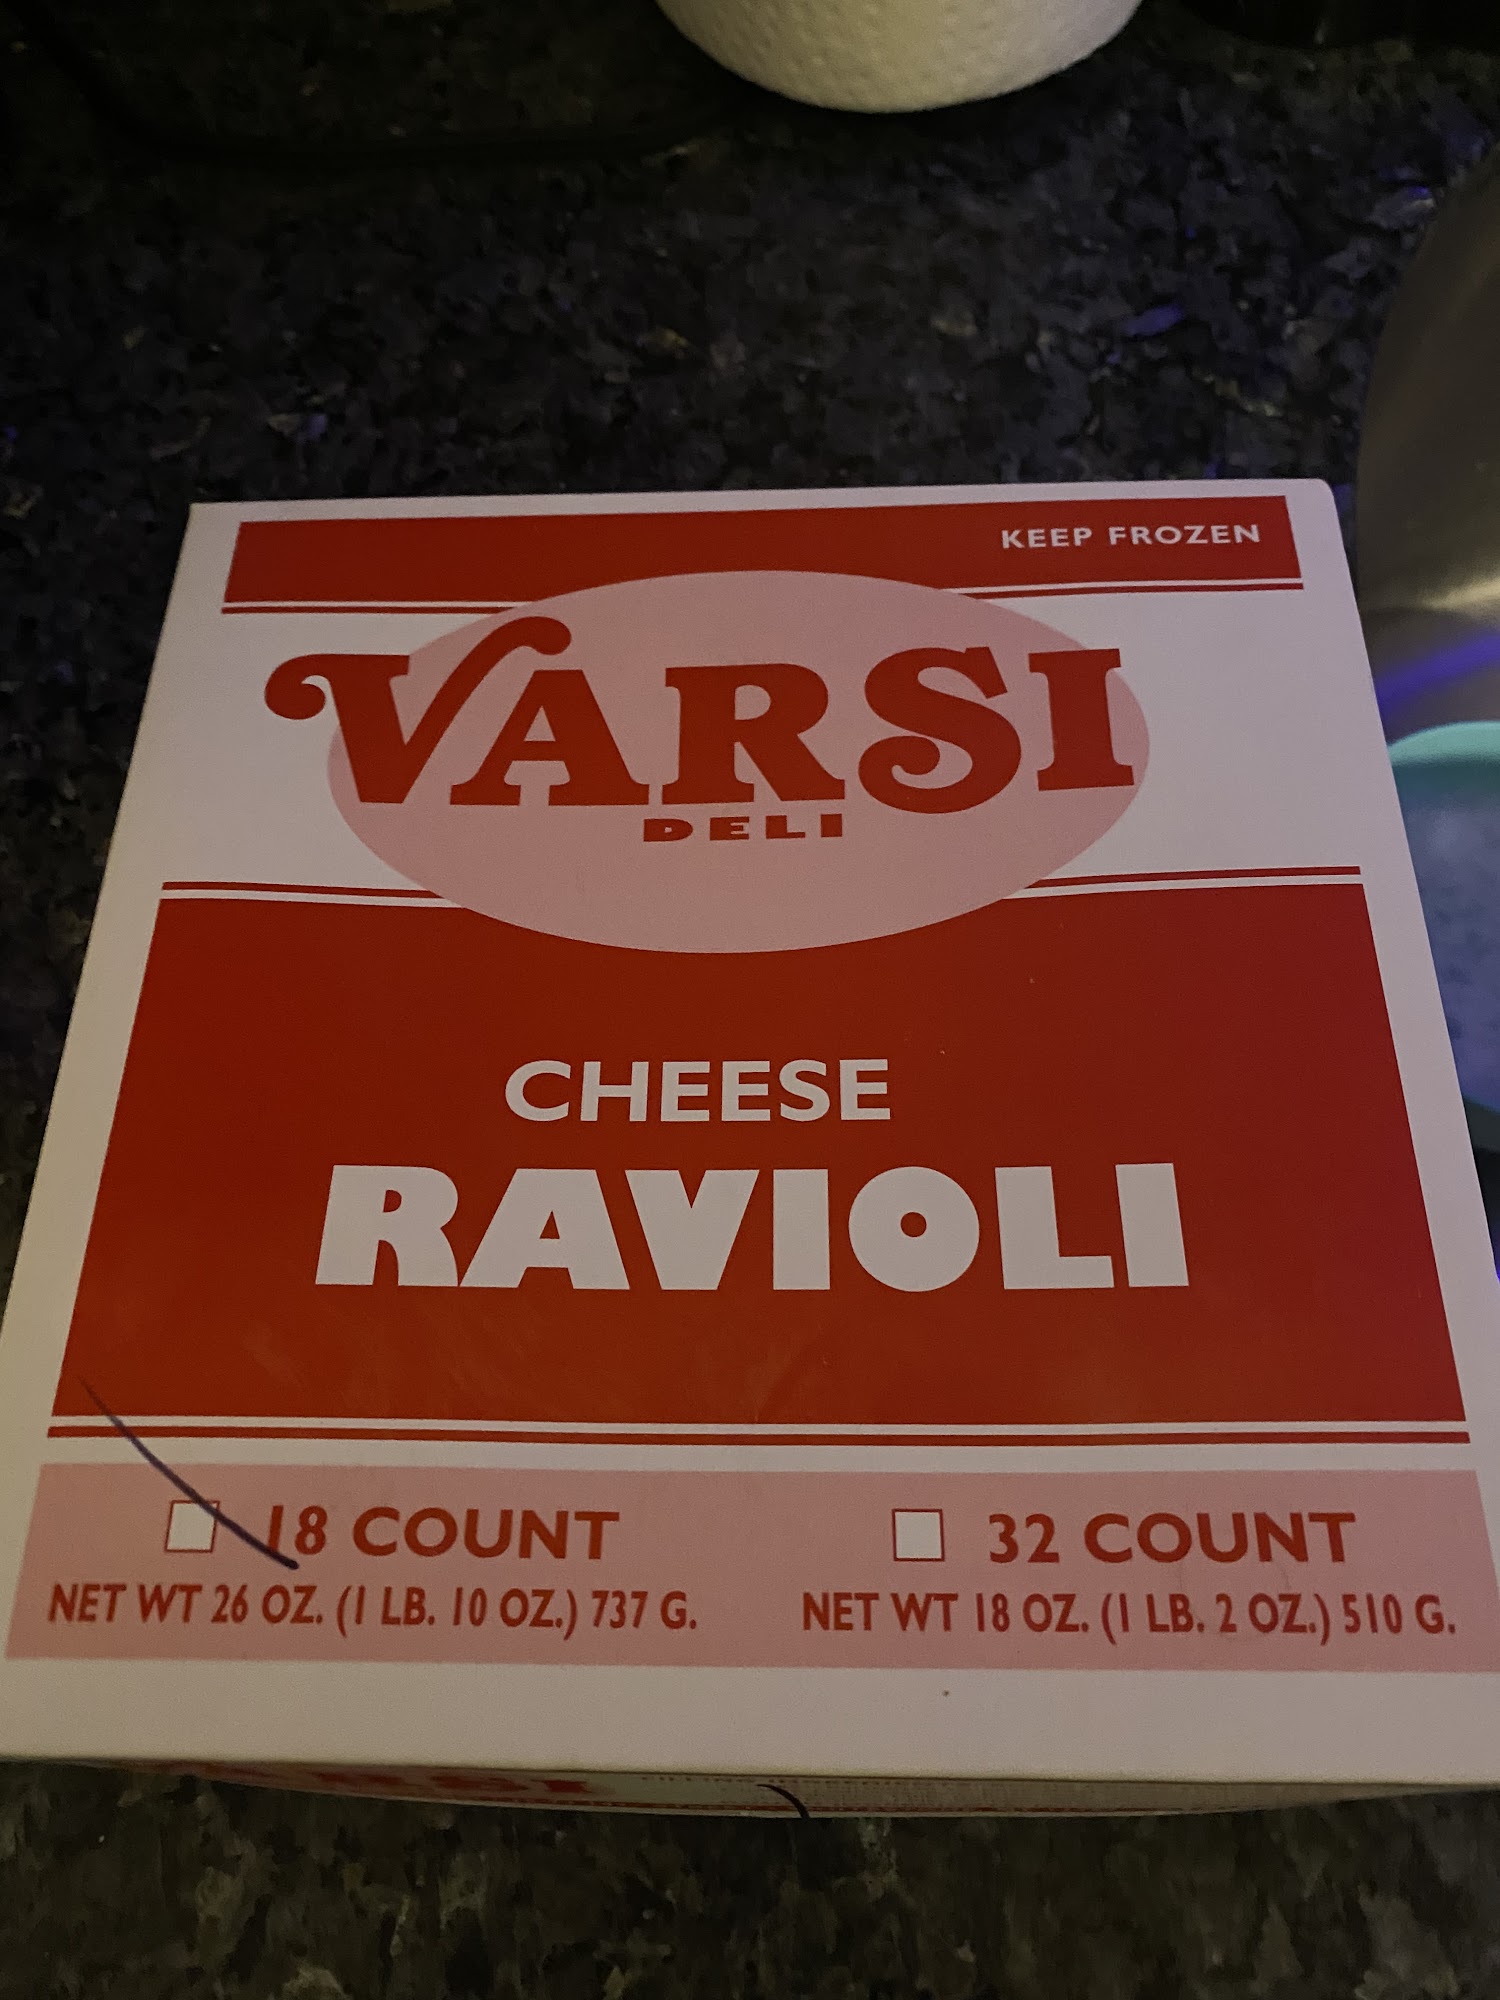 KEEP FROZEN
VARSI
DELI
CHEESE
RAVIOLI
18 COUNT
NET WT 26 OZ. (1 LB. 10 OZ.) 737 G.
32 COUNT
NET WT 18 OZ. (1 LB. 2 OZ.) 510 G.